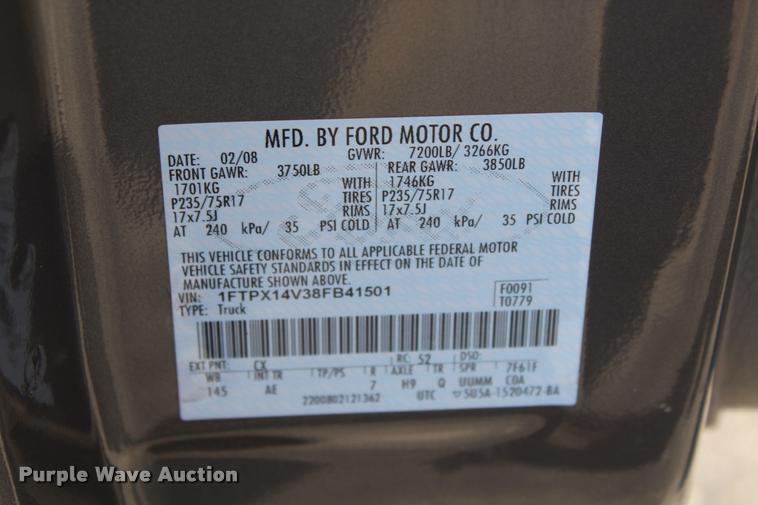 MFD. BY FORD MOTOR CO.
DATE: 02/08 GVWR: 7200LB/ 3266KG
FRONT GAWR: 3750LB REAR GAWR: 3850LB
1701KG WITH 1746KG WITH
P235/75R17 TIRES P235/75R17 TIRES
17x7.5J RIMS 17x7.5J RIMS
AT 240 kPa/ 35 PSI COLD AT 240 kPa/ 35 PSI COLD
THIS VEHICLE CONFORMS TO ALL APPLICABLE FEDERAL MOTOR
VEHICLE SAFETY STANDARDS IN EFFECT ON THE DATE OF
MANUFACTURE SHOWN ABOVE.
VIN: 1FTPX14V38FB41501 F0091
TYPE: Truck T0779
EXT PNT: CX RC: 52 DSO:
WB INT TR TP/PS R AXLE TR SPR 7F61F
145 AE 7 H9 Q UUMM COA
2200802121362 UTC ▽5U5A-1520472-BA
Purple Wave Auction